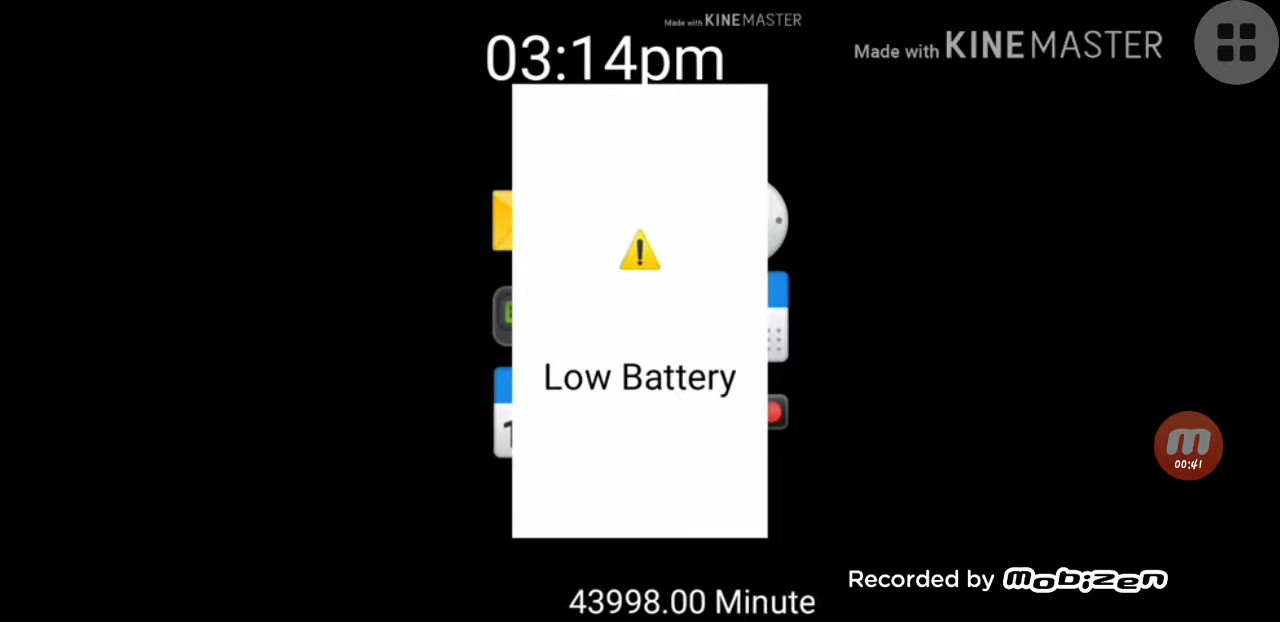 Made with KINEMASTER
03:14pm
Made with KINEMASTER
Low Battery
00:41
Recorded by mobizen
43998.00 Minute